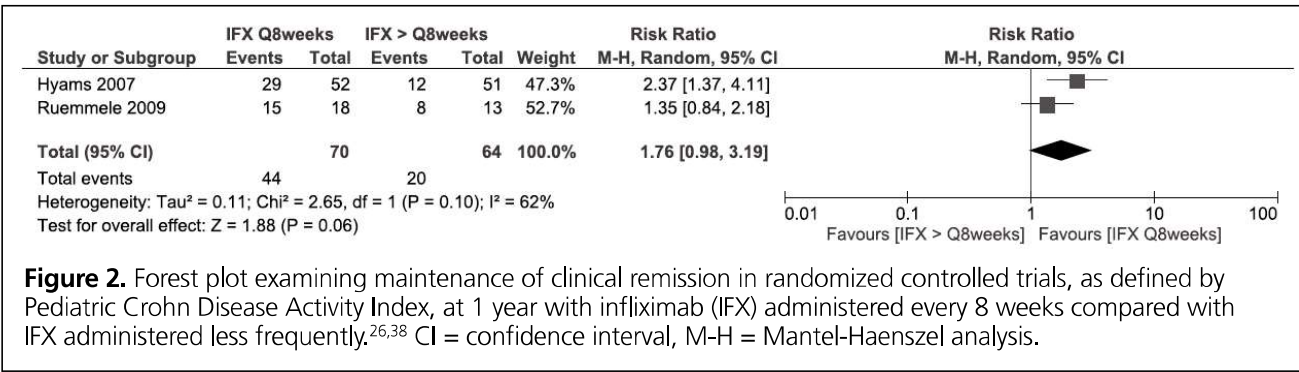 IFX Q8weeks IFX > Q8weeks Risk Ratio Risk Ratio
Study or Subgroup Events Total Events Total Weight M-H, Random, 95% CI M-H, Random, 95% CI
Hyams 2007 29 52 12 51 47.3% 2.37 [1.37, 4.11]
Ruemmele 2009 15 18 8 13 52.7% 1.35 [0.84, 2.18]
Total (95% CI) 70 64 100.0% 1.76 [0.98, 3.19]
Total events 44 20
Heterogeneity: Tau² = 0.11; Chi² = 2.65, df = 1 (P = 0.10); I² = 62%
Test for overall effect: Z = 1.88 (P = 0.06)
0.01 0.1 1 10 100
Favours [IFX > Q8weeks] Favours [IFX Q8weeks]
Figure 2. Forest plot examining maintenance of clinical remission in randomized controlled trials, as defined by
Pediatric Crohn Disease Activity Index, at 1 year with infliximab (IFX) administered every 8 weeks compared with
IFX administered less frequently.26,38 CI = confidence interval, M-H = Mantel-Haenszel analysis.